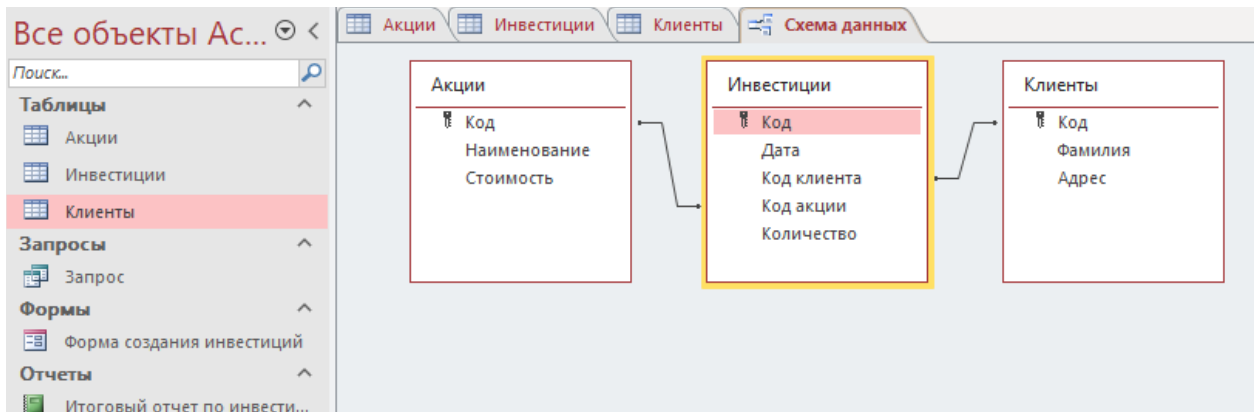 Все объекты Ac...
Поиск...
Таблицы
Акции
Инвестиции
Клиенты
Запросы
Запрос
Формы
Форма создания инвестиций
Отчеты
Итоговый отчет по инвести...
Акции
Инвестиции
Клиенты
Схема данных
Акции
Код
Наименование
Стоимость
Инвестиции
Код
Дата
Код клиента
Код акции
Количество
Клиенты
Код
Фамилия
Адрес